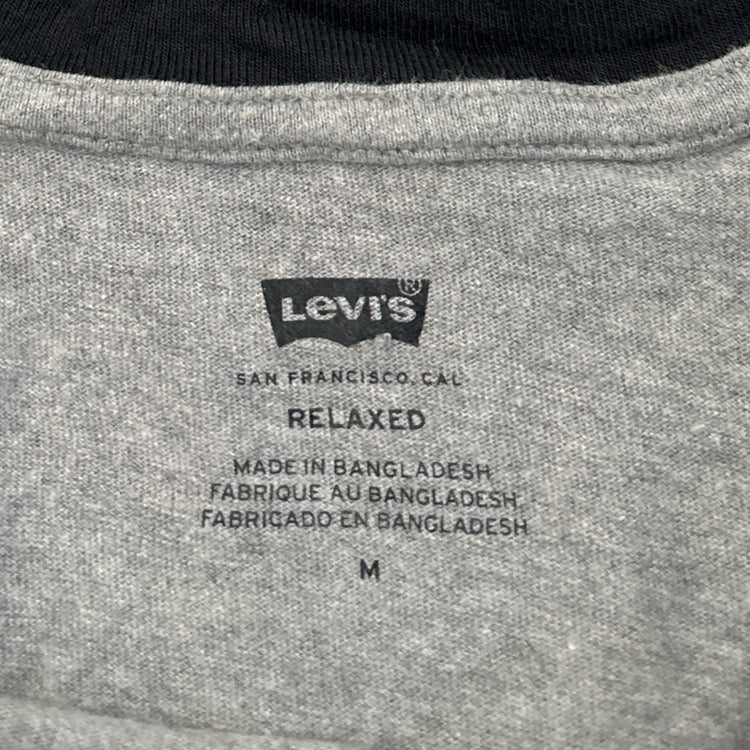 Levi's®
SAN FRANCISCO, CAL
RELAXED
MADE IN BANGLADESH
FABRIQUE AU BANGLADESH
FABRICADO EN BANGLADESH
M